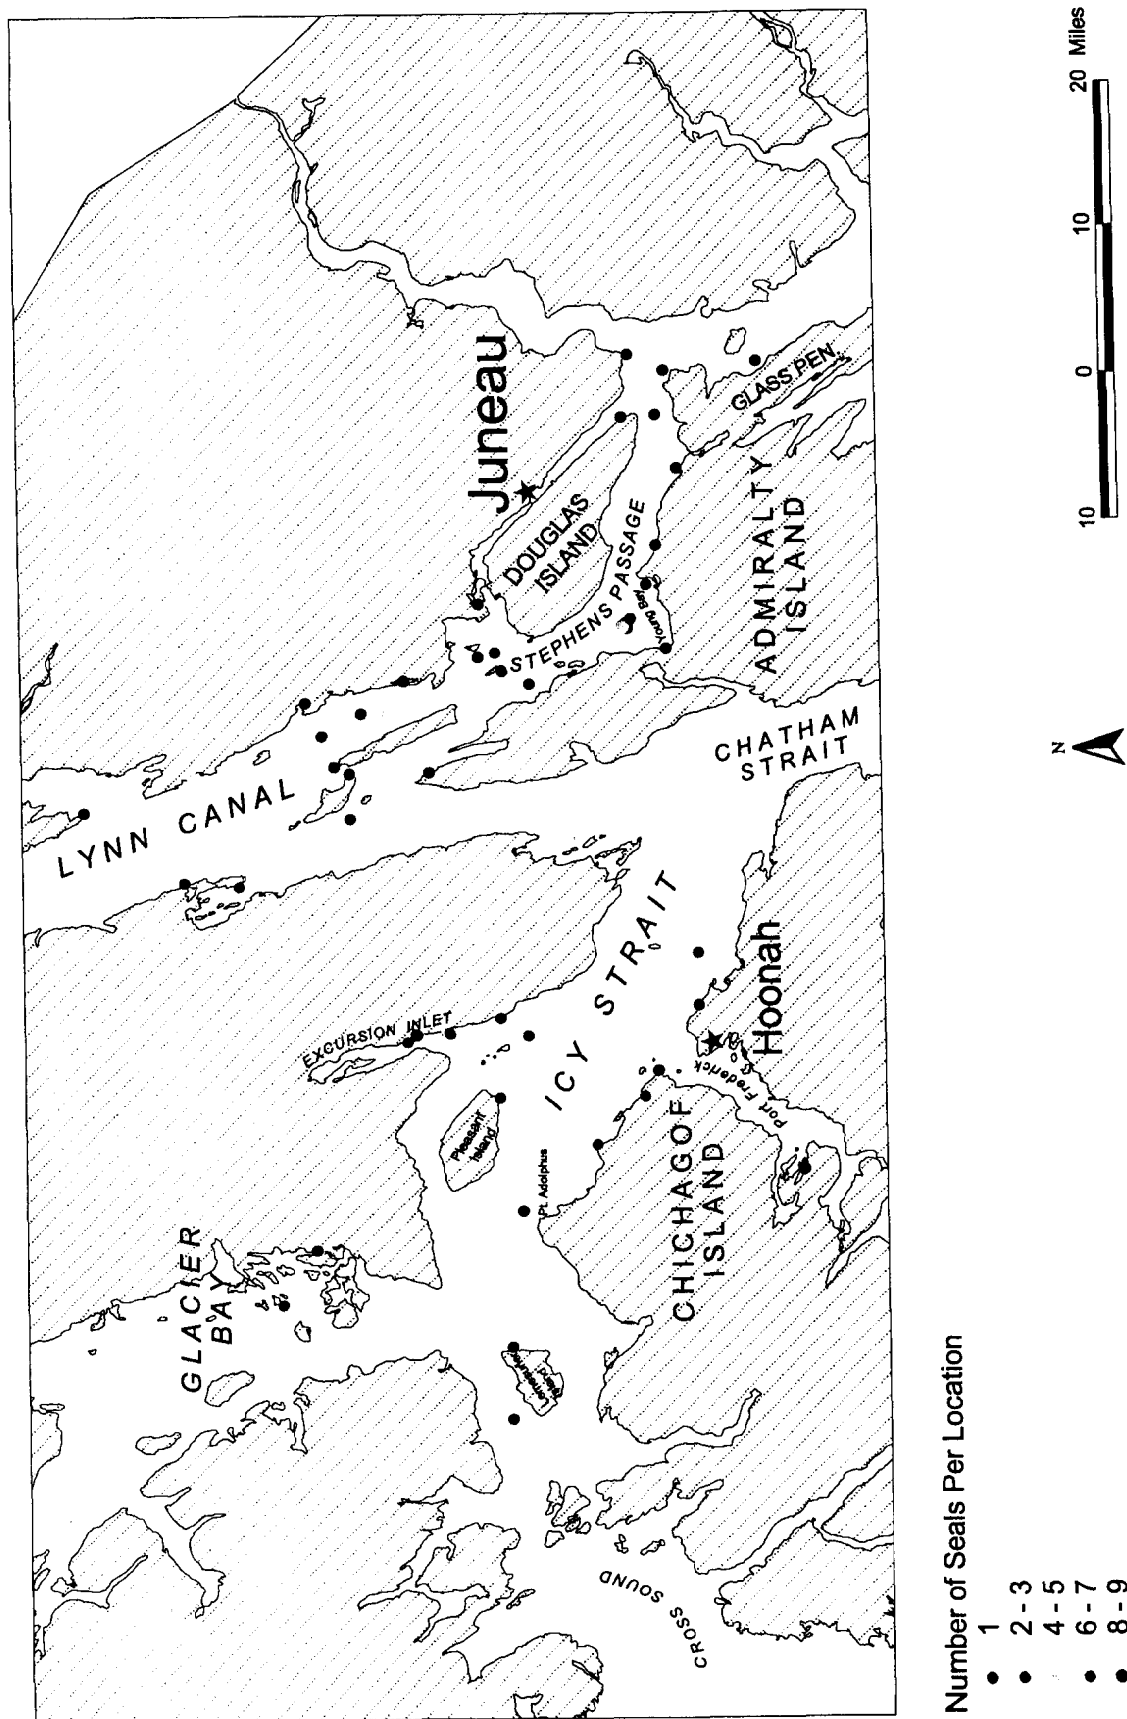 LYNN CANAL
Juneau
DOUGLAS
ISLAND
STEPHENS PASSAGE
Young Bay
GLASS PEN.
ADMIRALTY
ISLAND
CHATHAM
STRAIT
GLACIER
BAY
EXCURSION INLET
Pleasant
Island
ICY STRAIT
Pt. Adolphus
Lemesurier
Island
Hoonah
Port Frederick
CHICHAGOF
ISLAND
CROSS SOUND
Number of Seals Per Location
1
2 - 3
4 - 5
6 - 7
8 - 9
N
10 0 10 20 Miles